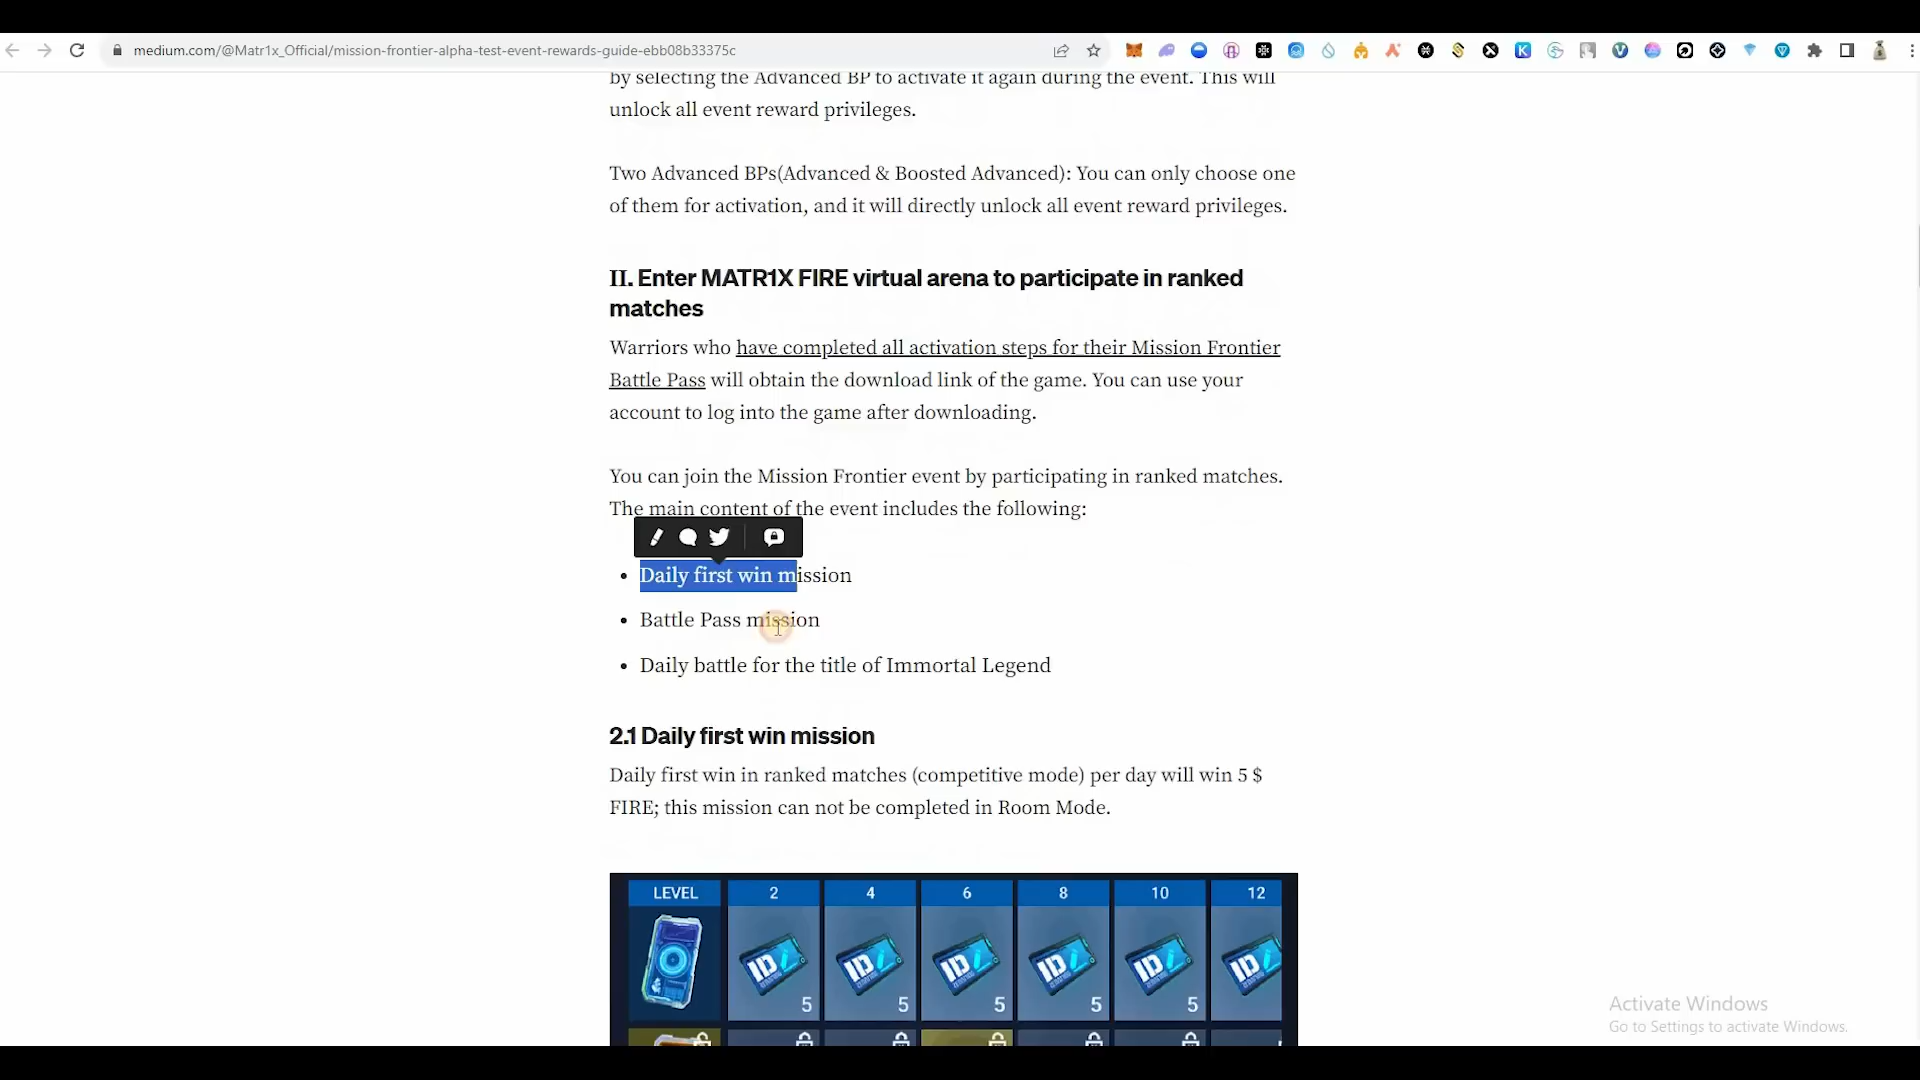 medium.com/@Matr1x_Official/mission-frontier-alpha-test-event-rewards-guide-ebb08b33375c
by selecting the Advanced BP to activate it again during the event. This will
unlock all event reward privileges.
Two Advanced BPs(Advanced & Boosted Advanced): You can only choose one
of them for activation, and it will directly unlock all event reward privileges.
II. Enter MATR1X FIRE virtual arena to participate in ranked
matches
Warriors who have completed all activation steps for their Mission Frontier
Battle Pass will obtain the download link of the game. You can use your
account to log into the game after downloading.
You can join the Mission Frontier event by participating in ranked matches.
The main content of the event includes the following:
• Daily first win mission
• Battle Pass mission
• Daily battle for the title of Immortal Legend
2.1 Daily first win mission
Daily first win in ranked matches (competitive mode) per day will win 5 $
FIRE; this mission can not be completed in Room Mode.
LEVEL 2 4 6 8 10 12
ID ID ID ID ID ID
5 5 5 5 5
Activate Windows
Go to Settings to activate Windows.